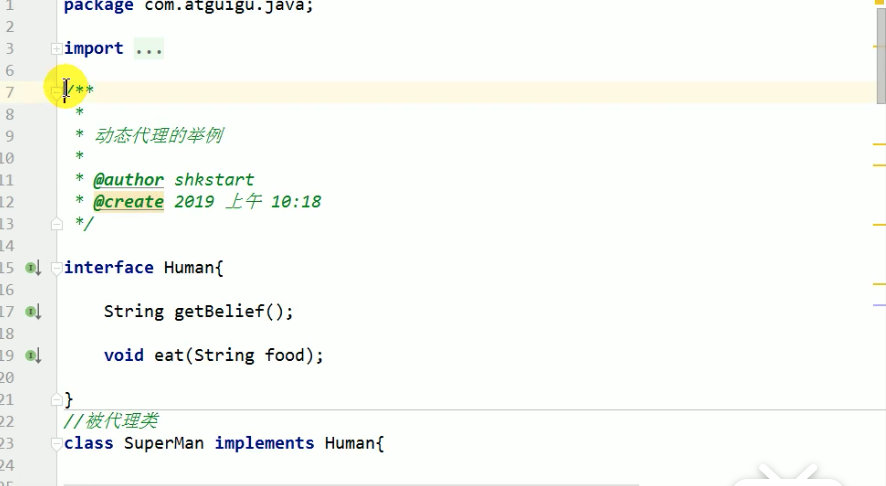 1 package com.atguigu.java;
2
3 import ...
6
7 /**
8 *
9 * 动态代理的举例
10 *
11 * @author shkstart
12 * @create 2019 上午 10:18
13 */
14
15 interface Human{
16
17 String getBelief();
18
19 void eat(String food);
20
21 }
22 //被代理类
23 class SuperMan implements Human{
24